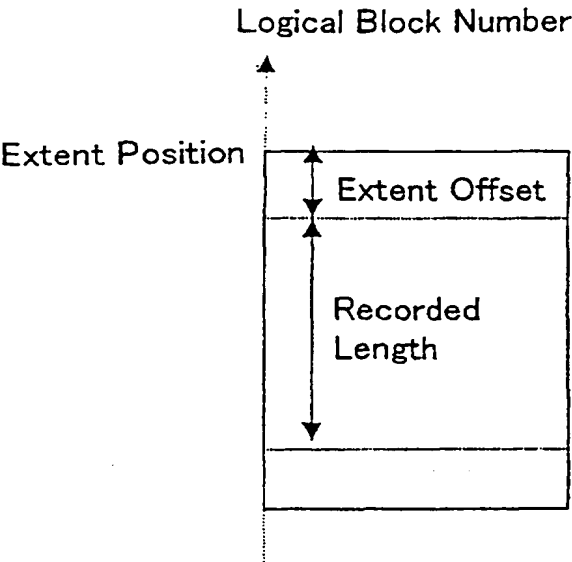 Logical Block Number
Extent Position
Extent Offset
Recorded
Length